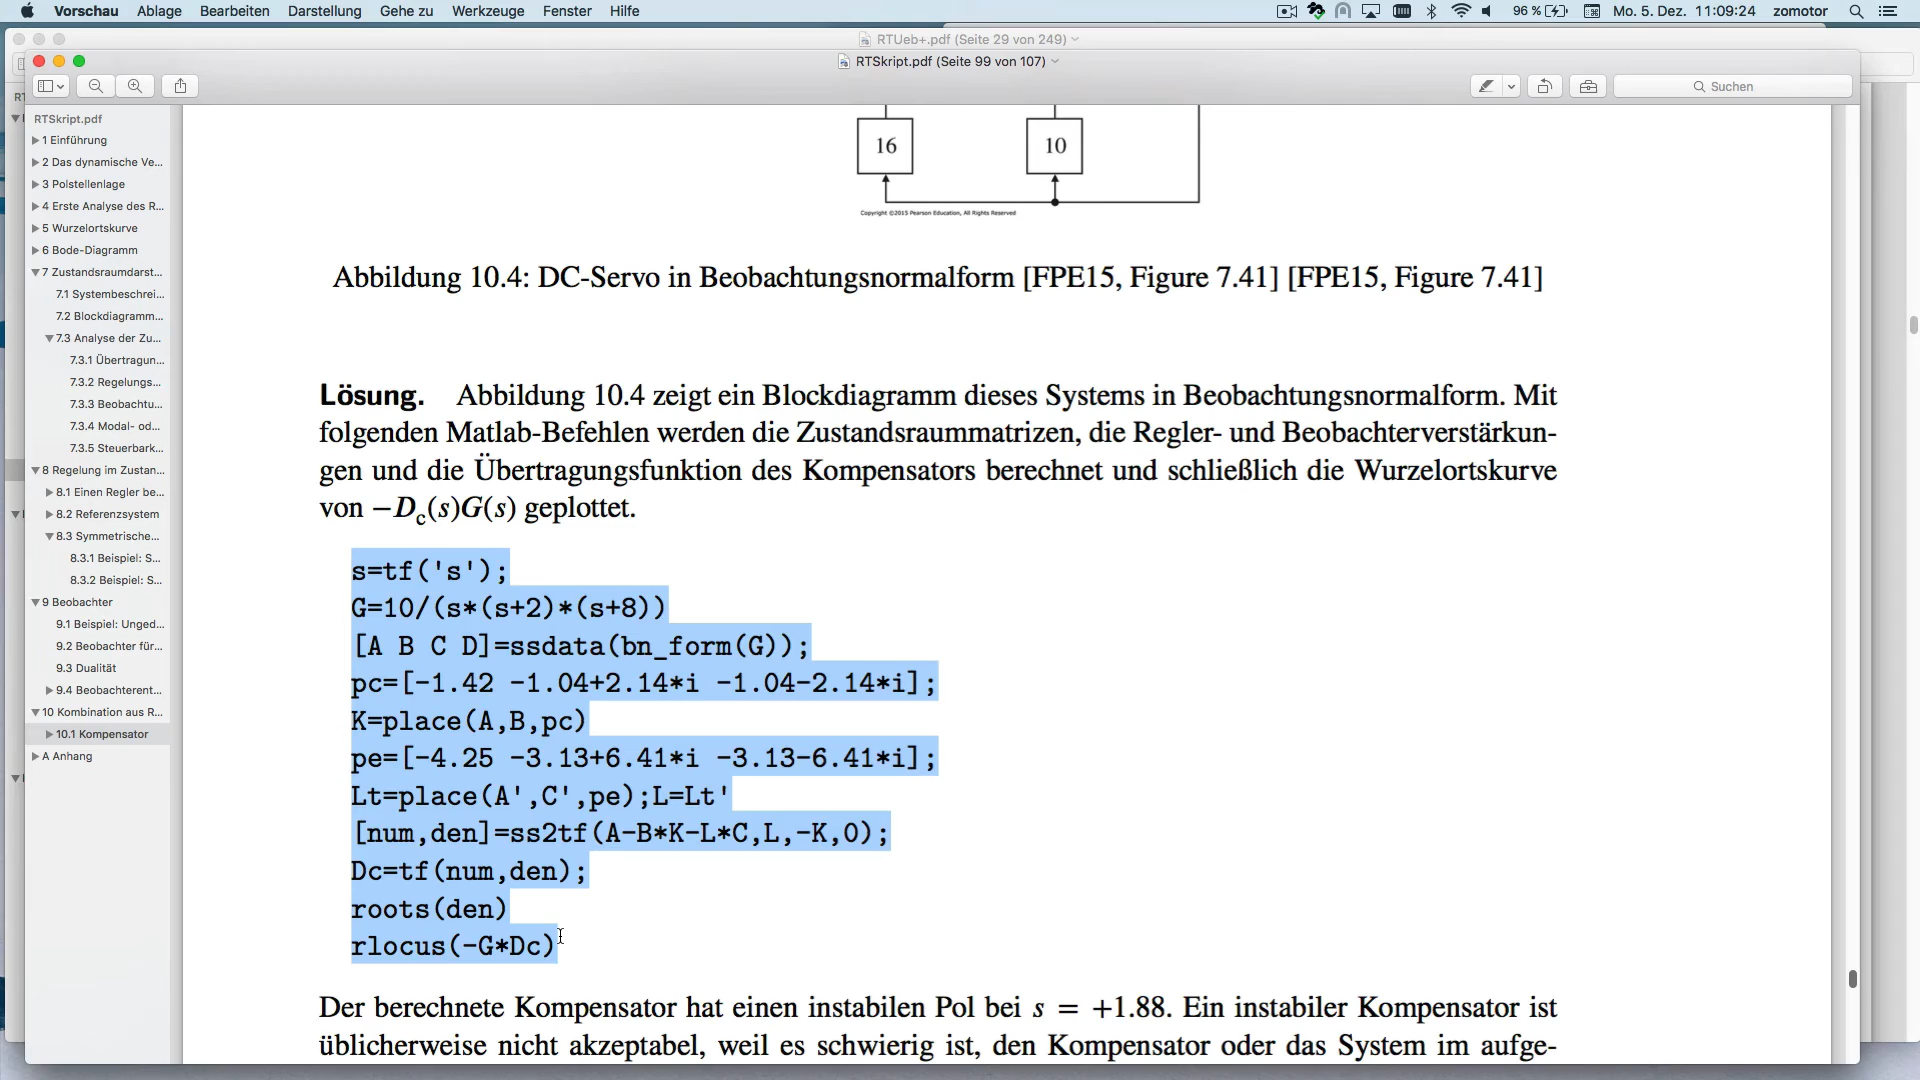 Vorschau Ablage Bearbeiten Darstellung Gehe zu Werkzeuge Fenster Hilfe 96 % Mo. 5. Dez. 11:09:24 zomotor
RTUeb+.pdf (Seite 29 von 249)
RTSkript.pdf (Seite 99 von 107)
Suchen
RTSkript.pdf
1 Einführung
2 Das dynamische Ve...
3 Polstellenlage
4 Erste Analyse des R...
5 Wurzelortskurve
6 Bode-Diagramm
7 Zustandsraumdarst...
7.1 Systembeschrei...
7.2 Blockdiagramm...
7.3 Analyse der Zu...
7.3.1 Übertragun...
7.3.2 Regelungs...
7.3.3 Beobachtu...
7.3.4 Modal- od...
7.3.5 Steuerbark...
8 Regelung im Zustan...
8.1 Einen Regler be...
8.2 Referenzsystem
8.3 Symmetrische...
8.3.1 Beispiel: S...
8.3.2 Beispiel: S...
9 Beobachter
9.1 Beispiel: Unged...
9.2 Beobachter für...
9.3 Dualität
9.4 Beobachterent...
10 Kombination aus R...
10.1 Kompensator
A Anhang
16 10
Copyright ©2015 Pearson Education, All Rights Reserved
Abbildung 10.4: DC-Servo in Beobachtungsnormalform [FPE15, Figure 7.41] [FPE15, Figure 7.41]
Lösung. Abbildung 10.4 zeigt ein Blockdiagramm dieses Systems in Beobachtungsnormalform. Mit
folgenden Matlab-Befehlen werden die Zustandsraummatrizen, die Regler- und Beobachterverstärkun-
gen und die Übertragungsfunktion des Kompensators berechnet und schließlich die Wurzelortskurve
von −D_c(s)G(s) geplottet.
s=tf('s');
G=10/(s*(s+2)*(s+8))
[A B C D]=ssdata(bn_form(G));
pc=[-1.42 -1.04+2.14*i -1.04-2.14*i];
K=place(A,B,pc)
pe=[-4.25 -3.13+6.41*i -3.13-6.41*i];
Lt=place(A',C',pe);L=Lt'
[num,den]=ss2tf(A-B*K-L*C,L,-K,0);
Dc=tf(num,den);
roots(den)
rlocus(-G*Dc)
Der berechnete Kompensator hat einen instabilen Pol bei s = +1.88. Ein instabiler Kompensator ist
üblicherweise nicht akzeptabel, weil es schwierig ist, den Kompensator oder das System im aufge-